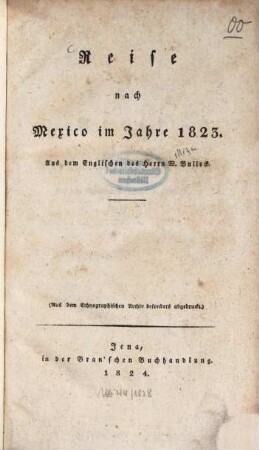 Reise
nach
Mexico im Jahre 1823.
Aus dem Englischen des Herrn W. Bullock.
(Aus dem Ethnographischen Archiv besonders abgedruckt.)
Jena,
in der Bran'schen Buchhandlung.
1824.